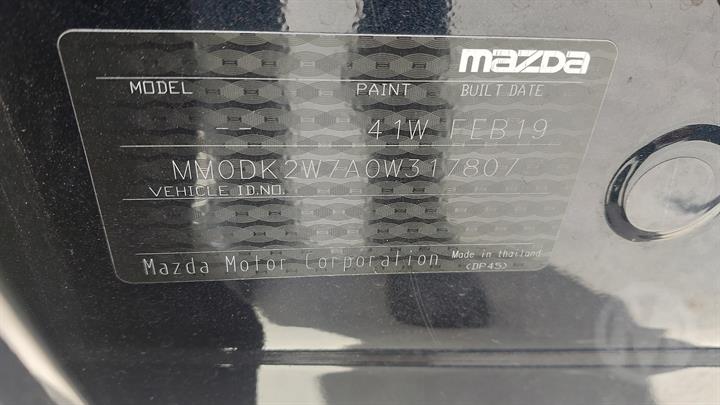 mazda
MODEL PAINT BUILT DATE
-- 41W FEB19
MM0DK2W7A0W317807
VEHICLE ID.NO.
Mazda Motor Corporation Made in thailand
(DP45)